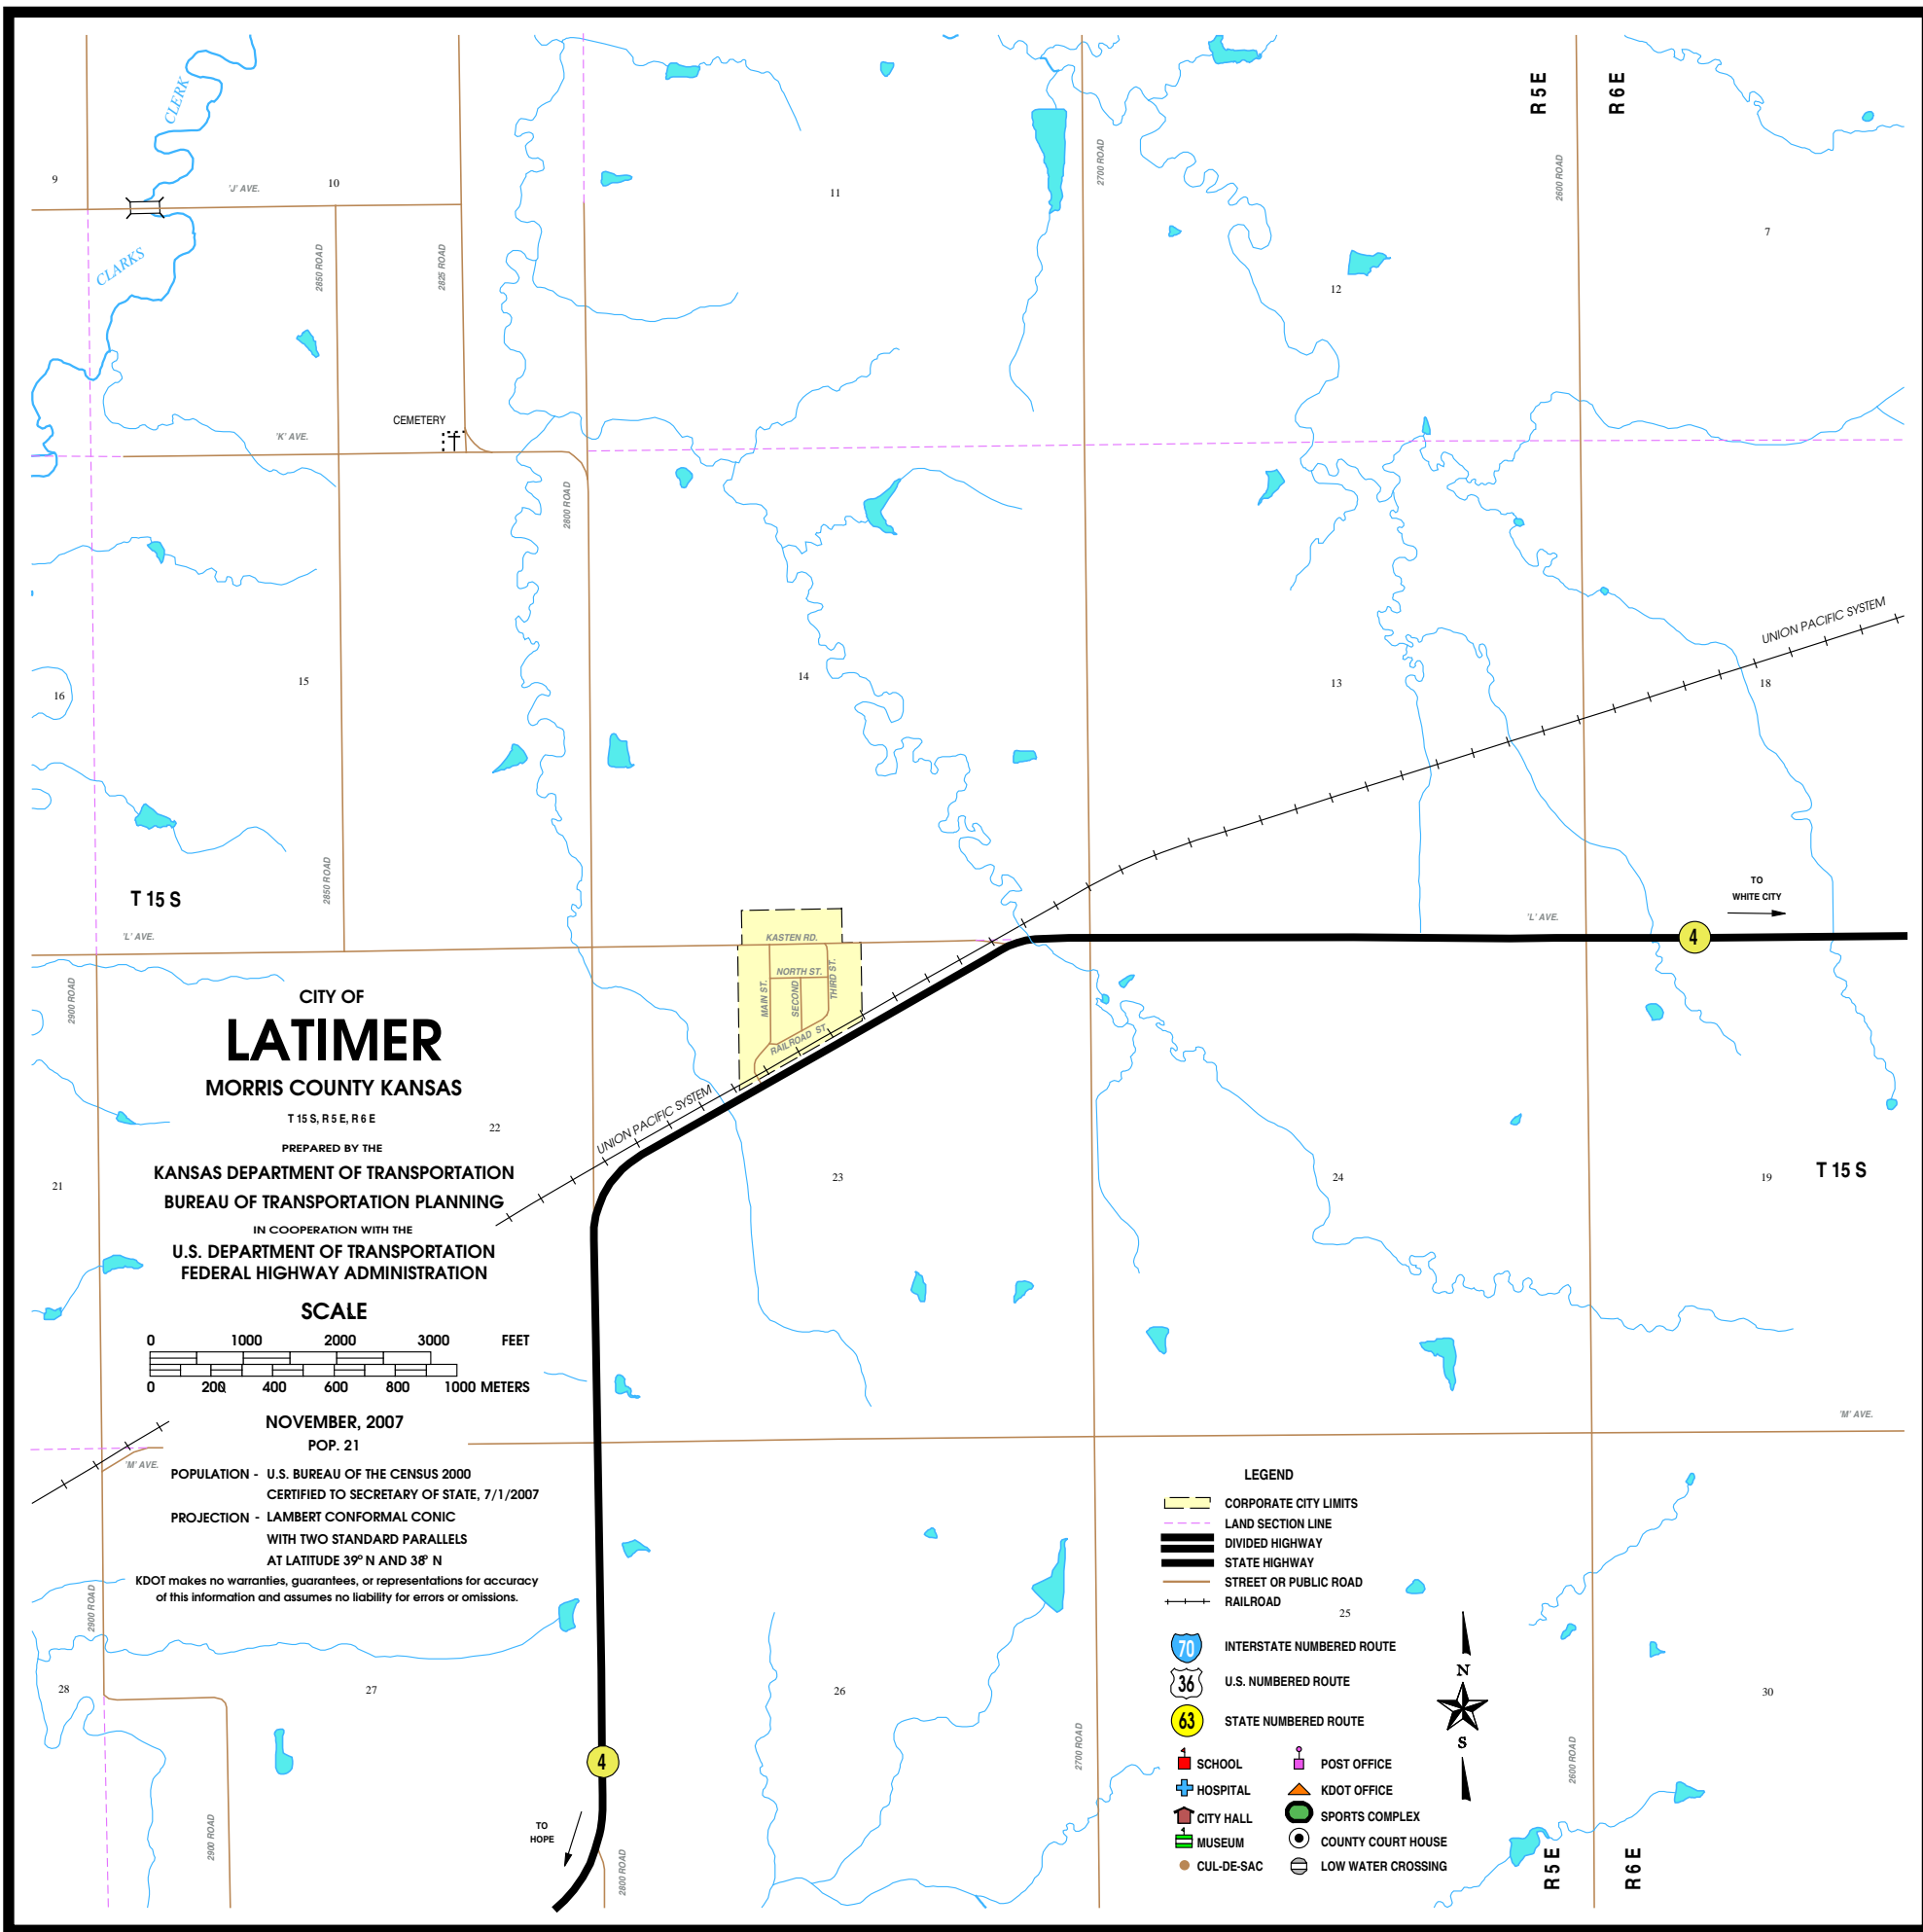 CLERK
R 5 E
R 6 E
2700 ROAD
2600 ROAD
9
'J' AVE.
10
11
7
CLARKS
2850 ROAD
2825 ROAD
12
CEMETERY
'K' AVE.
2800 ROAD
UNION PACIFIC SYSTEM
16
15
14
13
18
2850 ROAD
T 15 S
TO
WHITE CITY
'L' AVE.
'L' AVE.
4
KASTEN RD.
NORTH ST.
MAIN ST.
SECOND
THIRD ST.
RAILROAD ST.
UNION PACIFIC SYSTEM
2900 ROAD
CITY OF
LATIMER
MORRIS COUNTY KANSAS
T 15 S, R 5 E, R 6 E
PREPARED BY THE
KANSAS DEPARTMENT OF TRANSPORTATION
BUREAU OF TRANSPORTATION PLANNING
IN COOPERATION WITH THE
U.S. DEPARTMENT OF TRANSPORTATION
FEDERAL HIGHWAY ADMINISTRATION
22
21
23
24
19
T 15 S
SCALE
0 1000 2000 3000 FEET
0 200 400 600 800 1000 METERS
NOVEMBER, 2007
POP. 21
'M' AVE.
'M' AVE.
POPULATION - U.S. BUREAU OF THE CENSUS 2000
CERTIFIED TO SECRETARY OF STATE, 7/1/2007
PROJECTION - LAMBERT CONFORMAL CONIC
WITH TWO STANDARD PARALLELS
AT LATITUDE 39° N AND 38° N
KDOT makes no warranties, guarantees, or representations for accuracy
of this information and assumes no liability for errors or omissions.
2900 ROAD
28
27
26
25
30
LEGEND
CORPORATE CITY LIMITS
LAND SECTION LINE
DIVIDED HIGHWAY
STATE HIGHWAY
STREET OR PUBLIC ROAD
RAILROAD
70 INTERSTATE NUMBERED ROUTE
36 U.S. NUMBERED ROUTE
63 STATE NUMBERED ROUTE
SCHOOL
HOSPITAL
CITY HALL
MUSEUM
CUL-DE-SAC
POST OFFICE
KDOT OFFICE
SPORTS COMPLEX
COUNTY COURT HOUSE
LOW WATER CROSSING
N
S
2700 ROAD
2600 ROAD
4
TO
HOPE
2900 ROAD
2800 ROAD
R 5 E
R 6 E